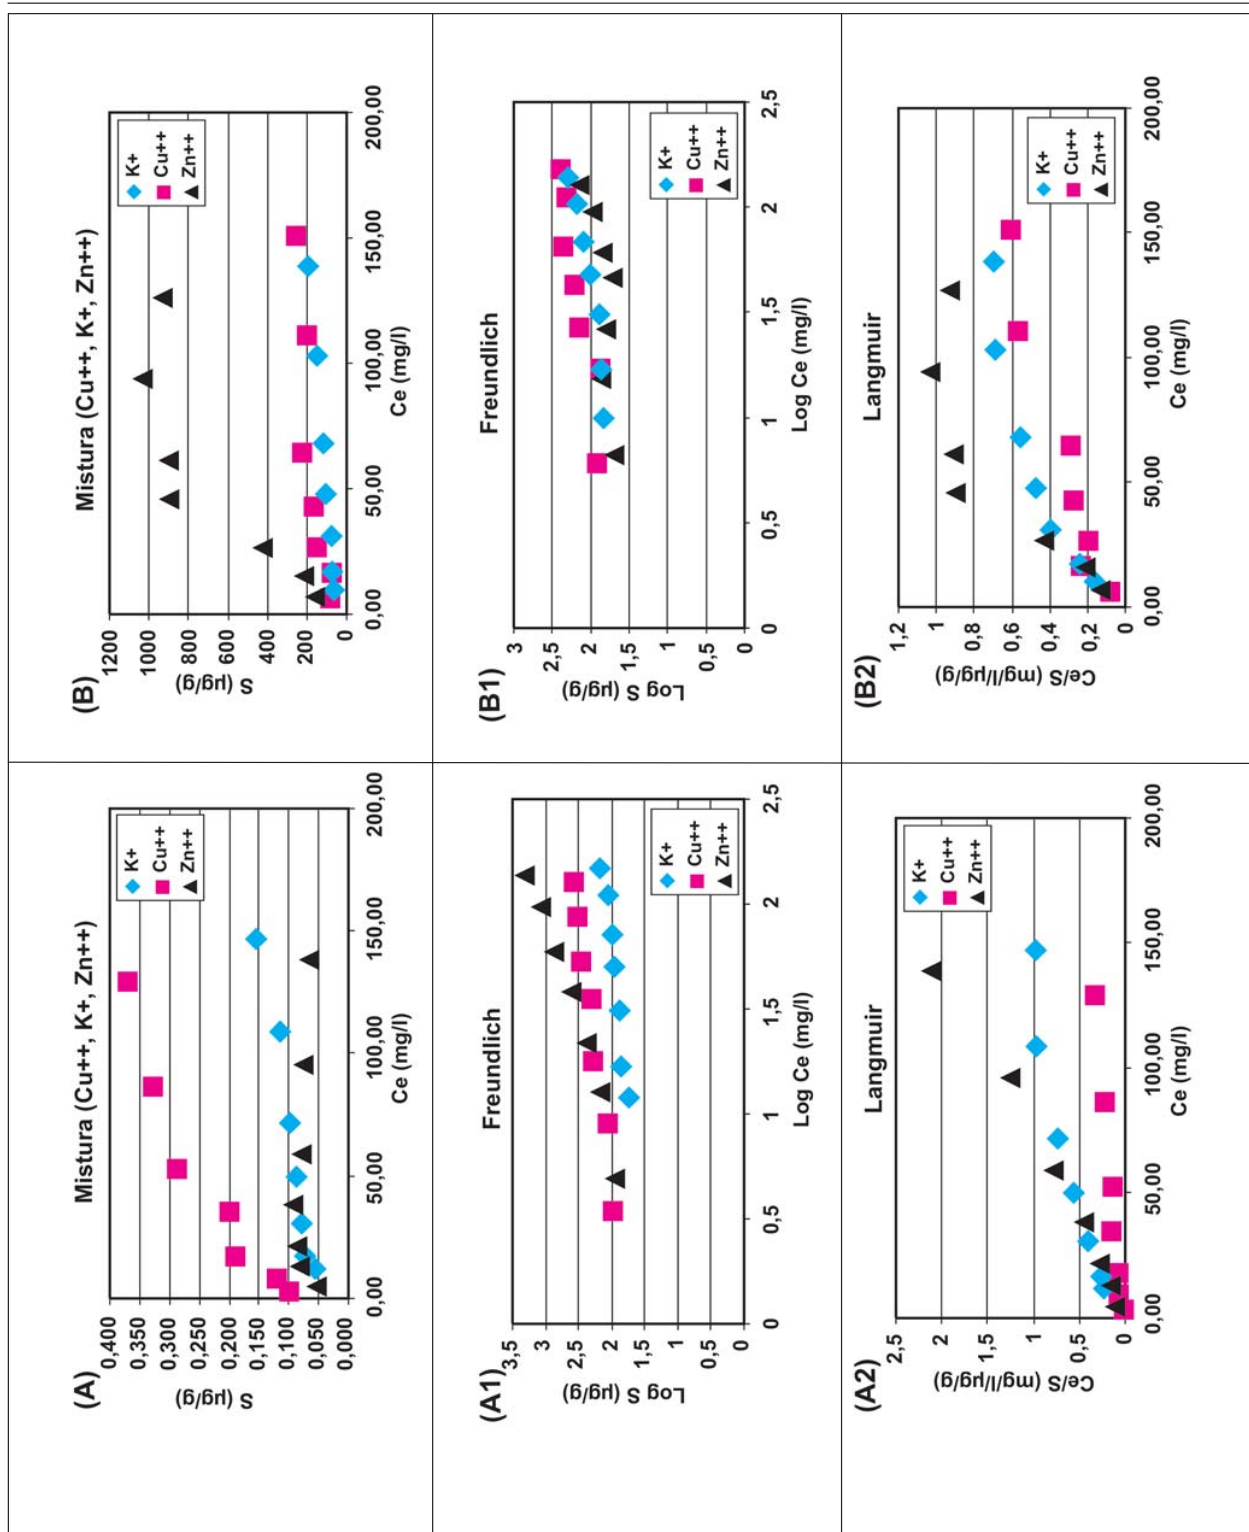 (A)
Mistura (Cu++, K+, Zn++)
S (µg/g)
0,400
0,350
0,300
0,250
0,200
0,150
0,100
0,050
0,000
0,00 50,00 100,00 150,00 200,00
Ce (mg/l)
K+
Cu++
Zn++
(B)
Mistura (Cu++, K+, Zn++)
S (µg/g)
1200
1000
800
600
400
200
0
0,00 50,00 100,00 150,00 200,00
Ce (mg/l)
K+
Cu++
Zn++
(A1)
Freundlich
Log S (µg/g)
3,5
3
2,5
2
1,5
1
0,5
0
0 0,5 1 1,5 2 2,5
Log Ce (mg/l)
K+
Cu++
Zn++
(B1)
Freundlich
Log S (µg/g)
3
2,5
2
1,5
1
0,5
0
0 0,5 1 1,5 2 2,5
Log Ce (mg/l)
K+
Cu++
Zn++
(A2)
Langmuir
Ce/S (mg/l/µg/g)
2,5
2
1,5
1
0,5
0
0,00 50,00 100,00 150,00 200,00
Ce (mg/l)
K+
Cu++
Zn++
(B2)
Langmuir
Ce/S (mg/l/µg/g)
1,2
1
0,8
0,6
0,4
0,2
0
0,00 50,00 100,00 150,00 200,00
Ce (mg/l)
K+
Cu++
Zn++